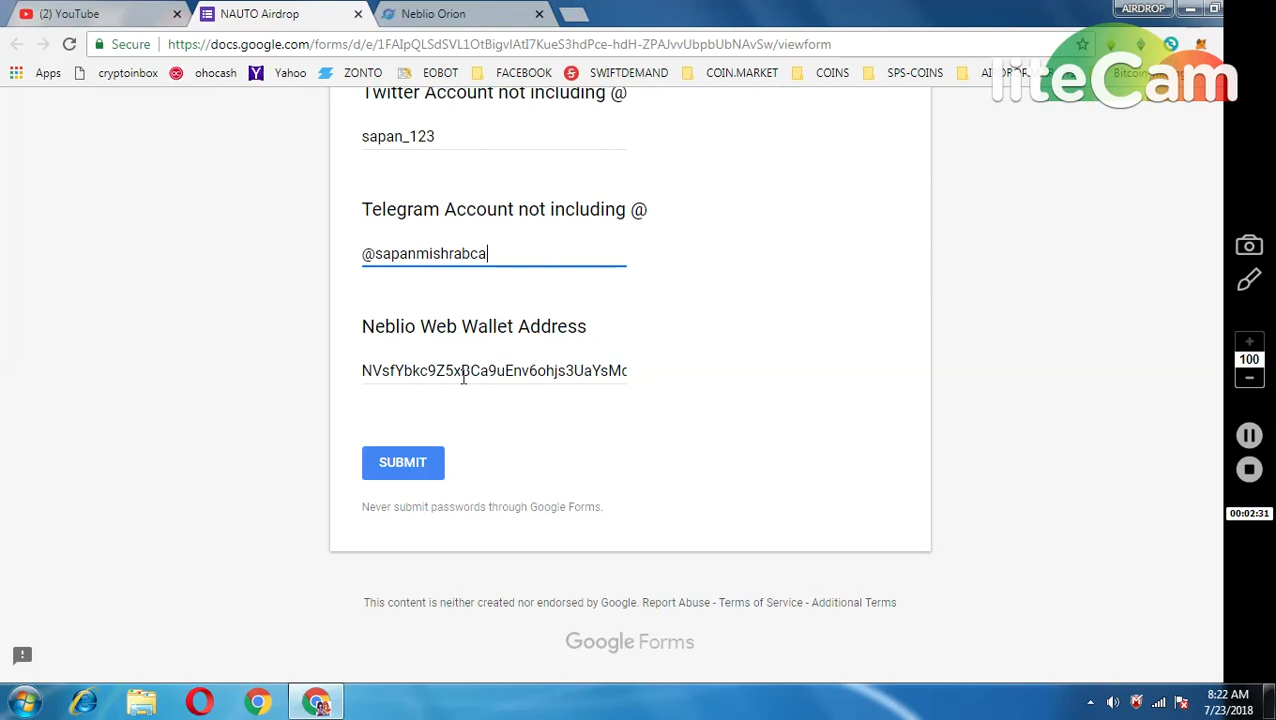 (2) YouTube
NAUTO Airdrop
Neblio Orion
AIRDROP
Secure
https://docs.google.com/forms/d/e/1FAIpQLSdSVL1OtBigvIAtI7KueS3hdPce-hdH-ZPAJvvUbpbUbNAvSw/viewform
Apps
cryptoinbox
ohocash
Yahoo
ZONTO
EOBOT
FACEBOOK
SWIFTDEMAND
COIN.MARKET
COINS
SPS-COINS
liteCam
Twitter Account not including @
sapan_123
Telegram Account not including @
@sapanmishrabca
Neblio Web Wallet Address
NVsfYbkc9Z5xBCa9uEnv6ohjs3UaYsMc
SUBMIT
Never submit passwords through Google Forms.
This content is neither created nor endorsed by Google. Report Abuse - Terms of Service - Additional Terms
Google Forms
100
00:02:31
8:22 AM
7/23/2018